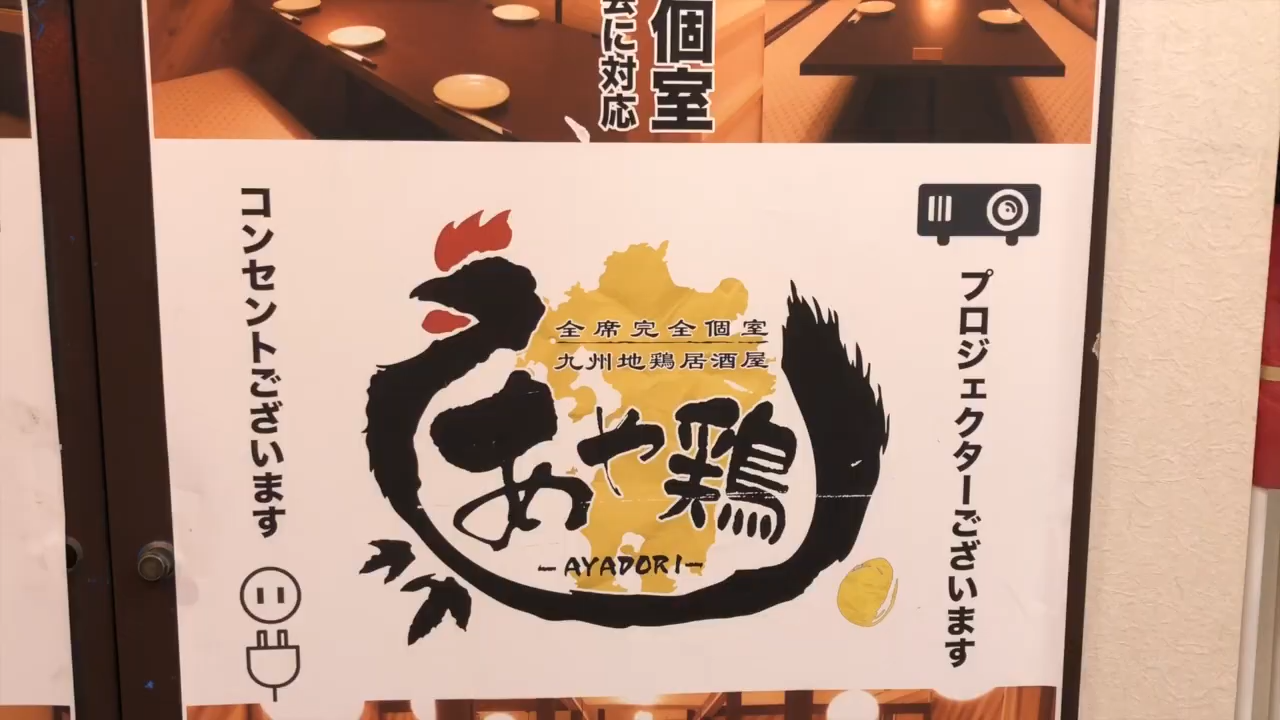 個室
会に対応
コンセントございます
プロジェクターございます
全席完全個室
九州地鶏居酒屋
あや鶏
-AYADORI-